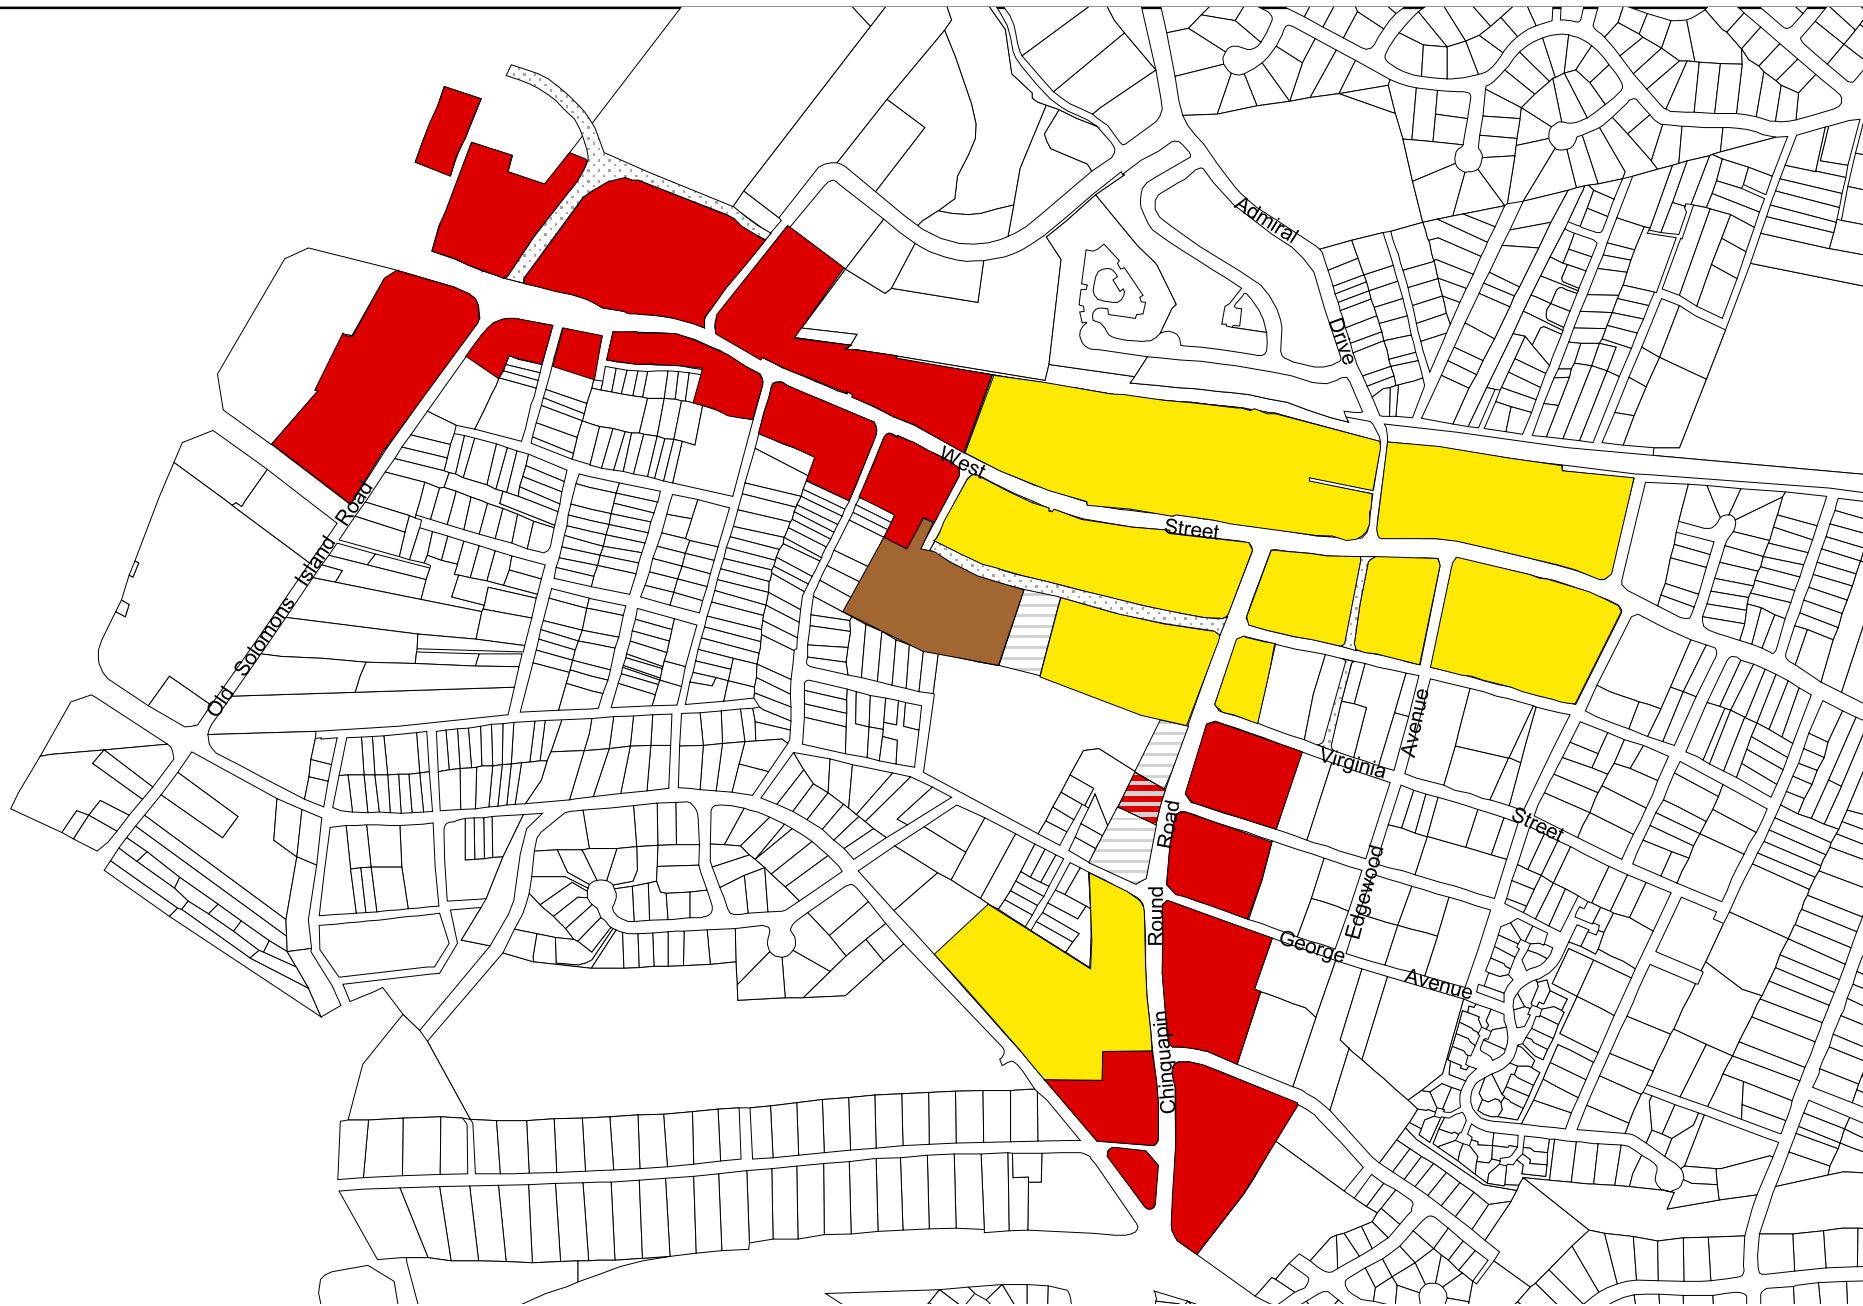 Admiral
Drive
West
Street
Old Solomons Island Road
Avenue
Virginia
Street
Edgewood
George
Avenue
Chinquapin Round Road